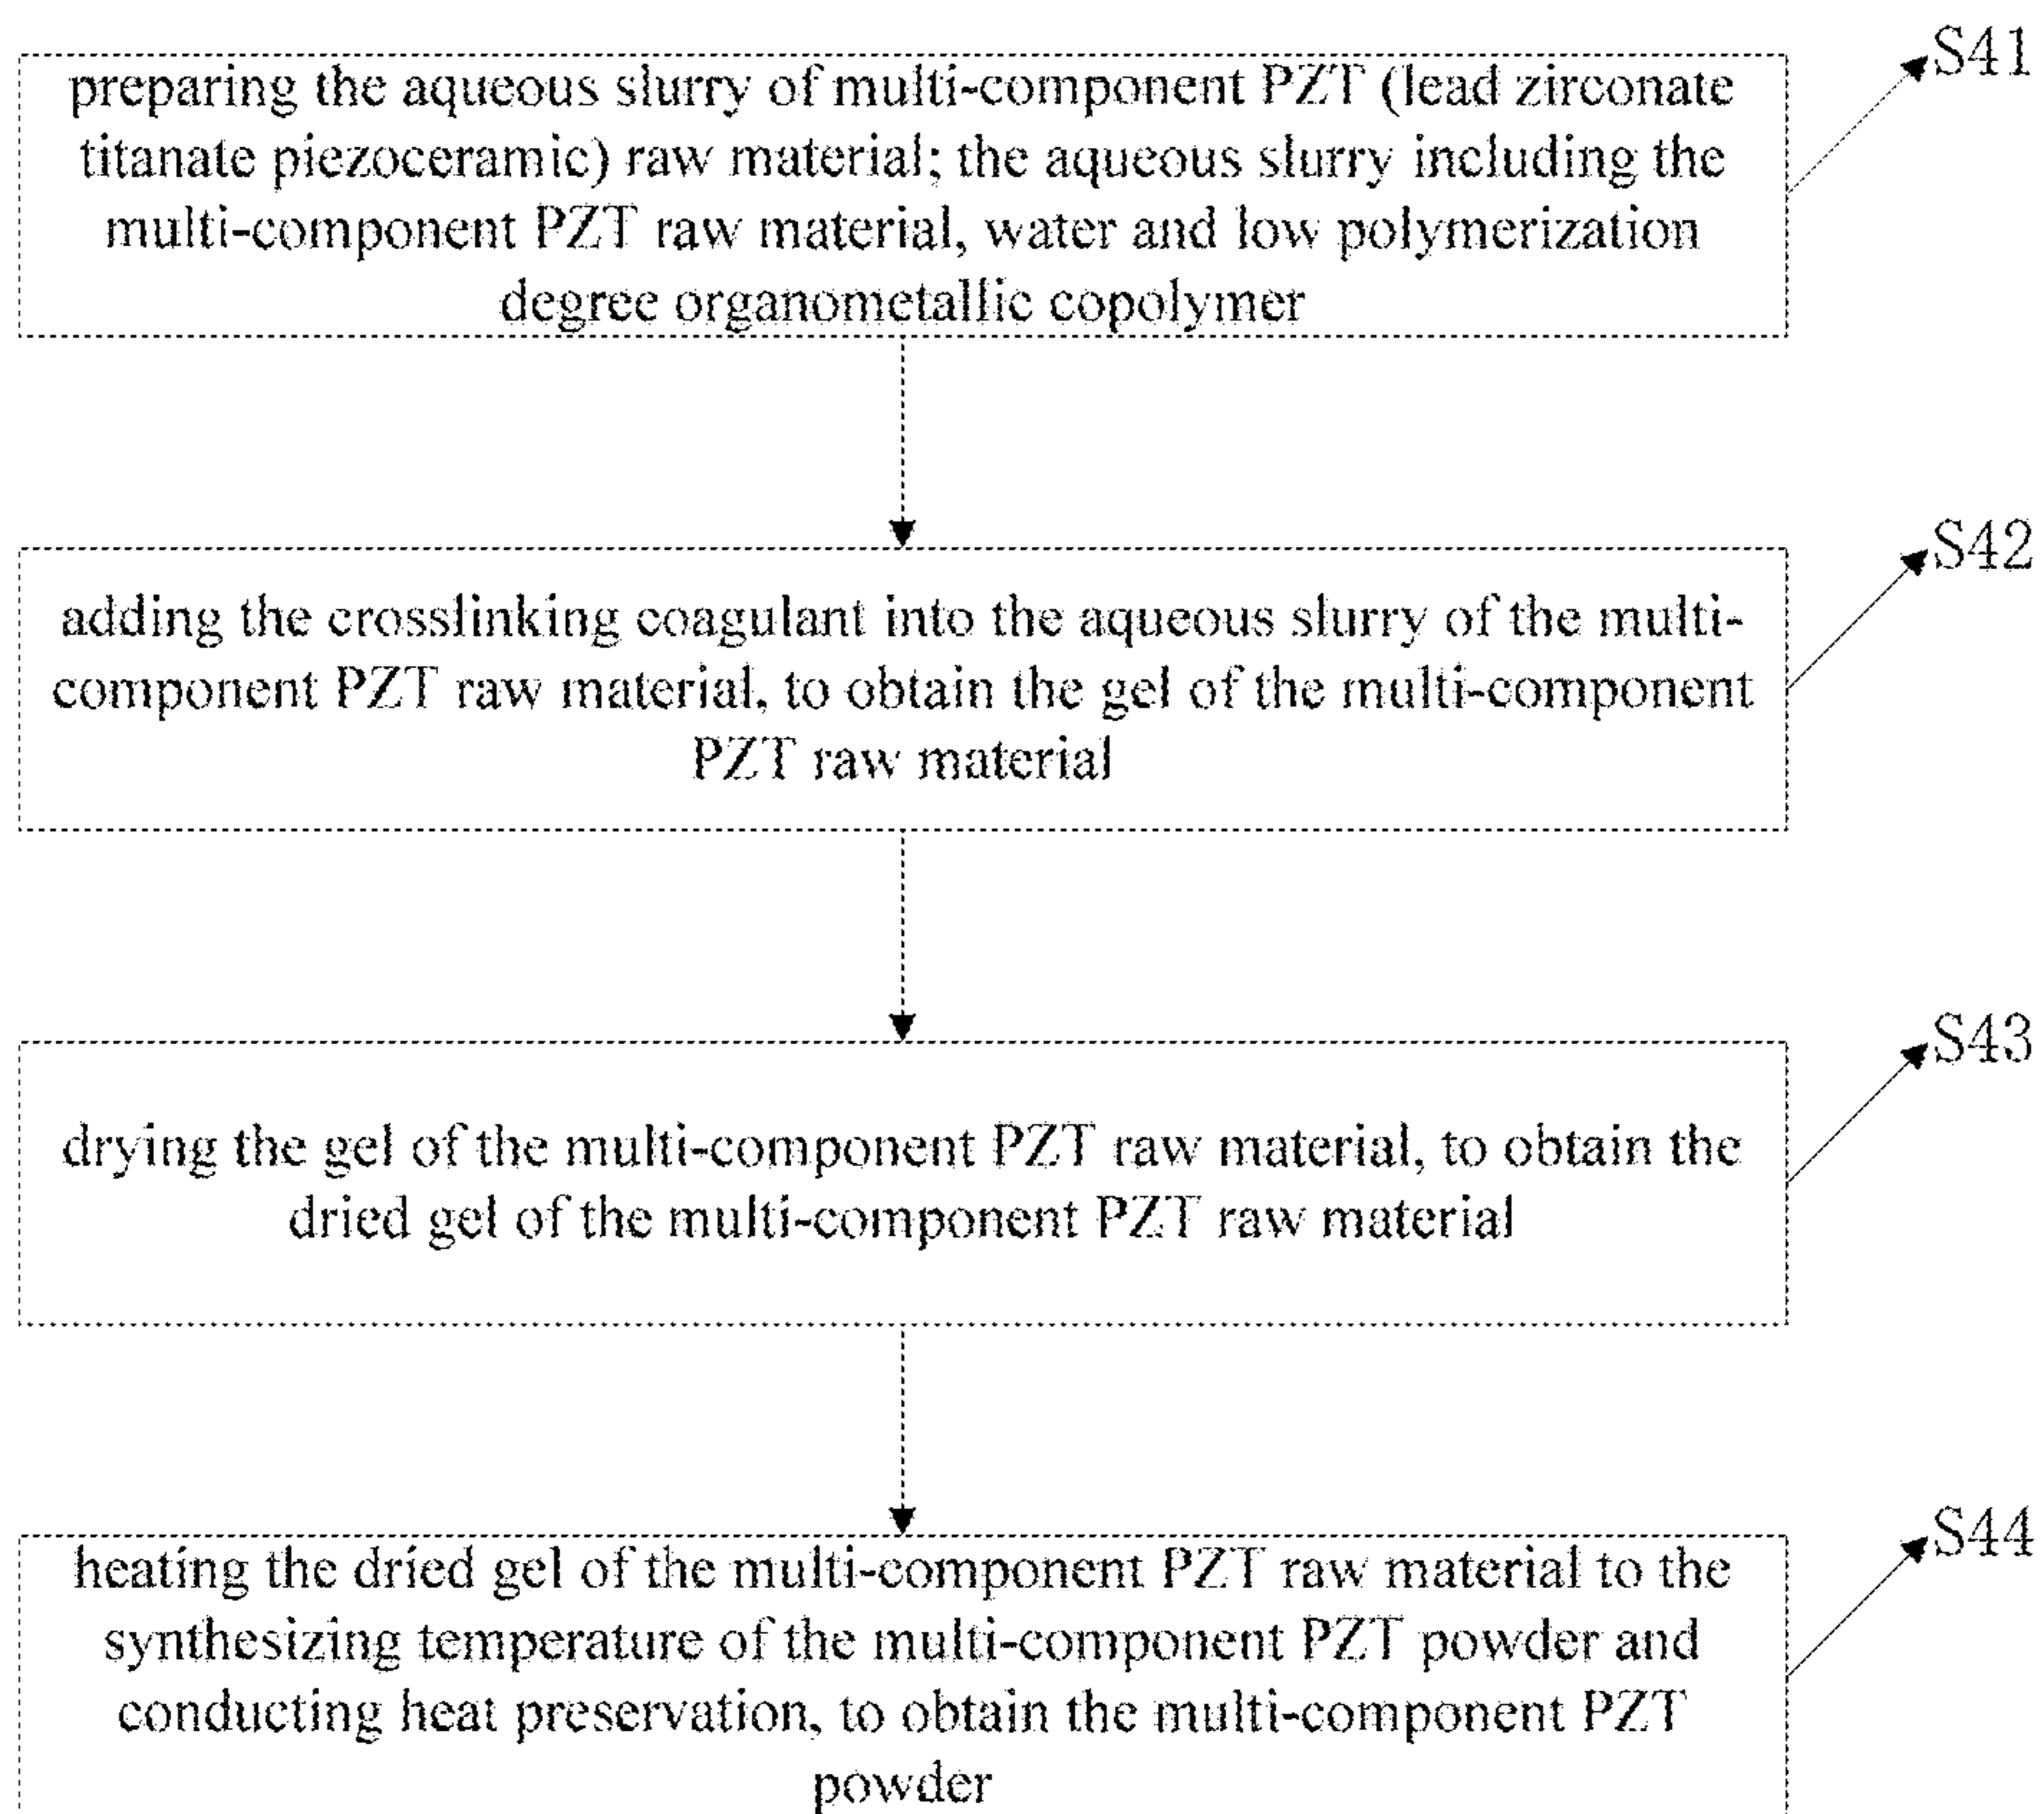 S41
preparing the aqueous slurry of multi-component PZT (lead zirconate
titanate piezoceramic) raw material; the aqueous slurry including the
multi-component PZT raw material, water and low polymerization
degree organometallic copolymer
S42
adding the crosslinking coagulant into the aqueous slurry of the multi-
component PZT raw material, to obtain the gel of the multi-component
PZT raw material
S43
drying the gel of the multi-component PZT raw material, to obtain the
dried gel of the multi-component PZT raw material
S44
heating the dried gel of the multi-component PZT raw material to the
synthesizing temperature of the multi-component PZT powder and
conducting heat preservation, to obtain the multi-component PZT
powder